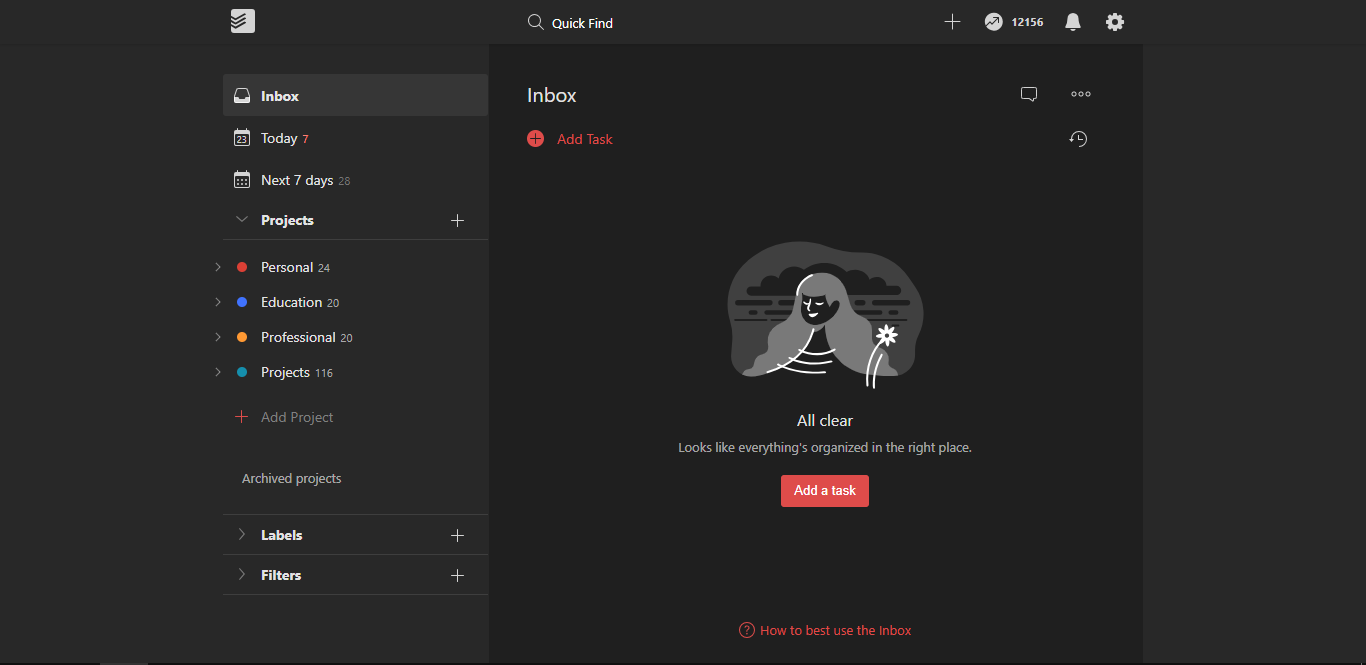 Quick Find
12156
Inbox
23 Today 7
Next 7 days 28
Projects
Personal 24
Education 20
Professional 20
Projects 116
Add Project
Archived projects
Labels
Filters
Inbox
Add Task
All clear
Looks like everything's organized in the right place.
Add a task
? How to best use the Inbox